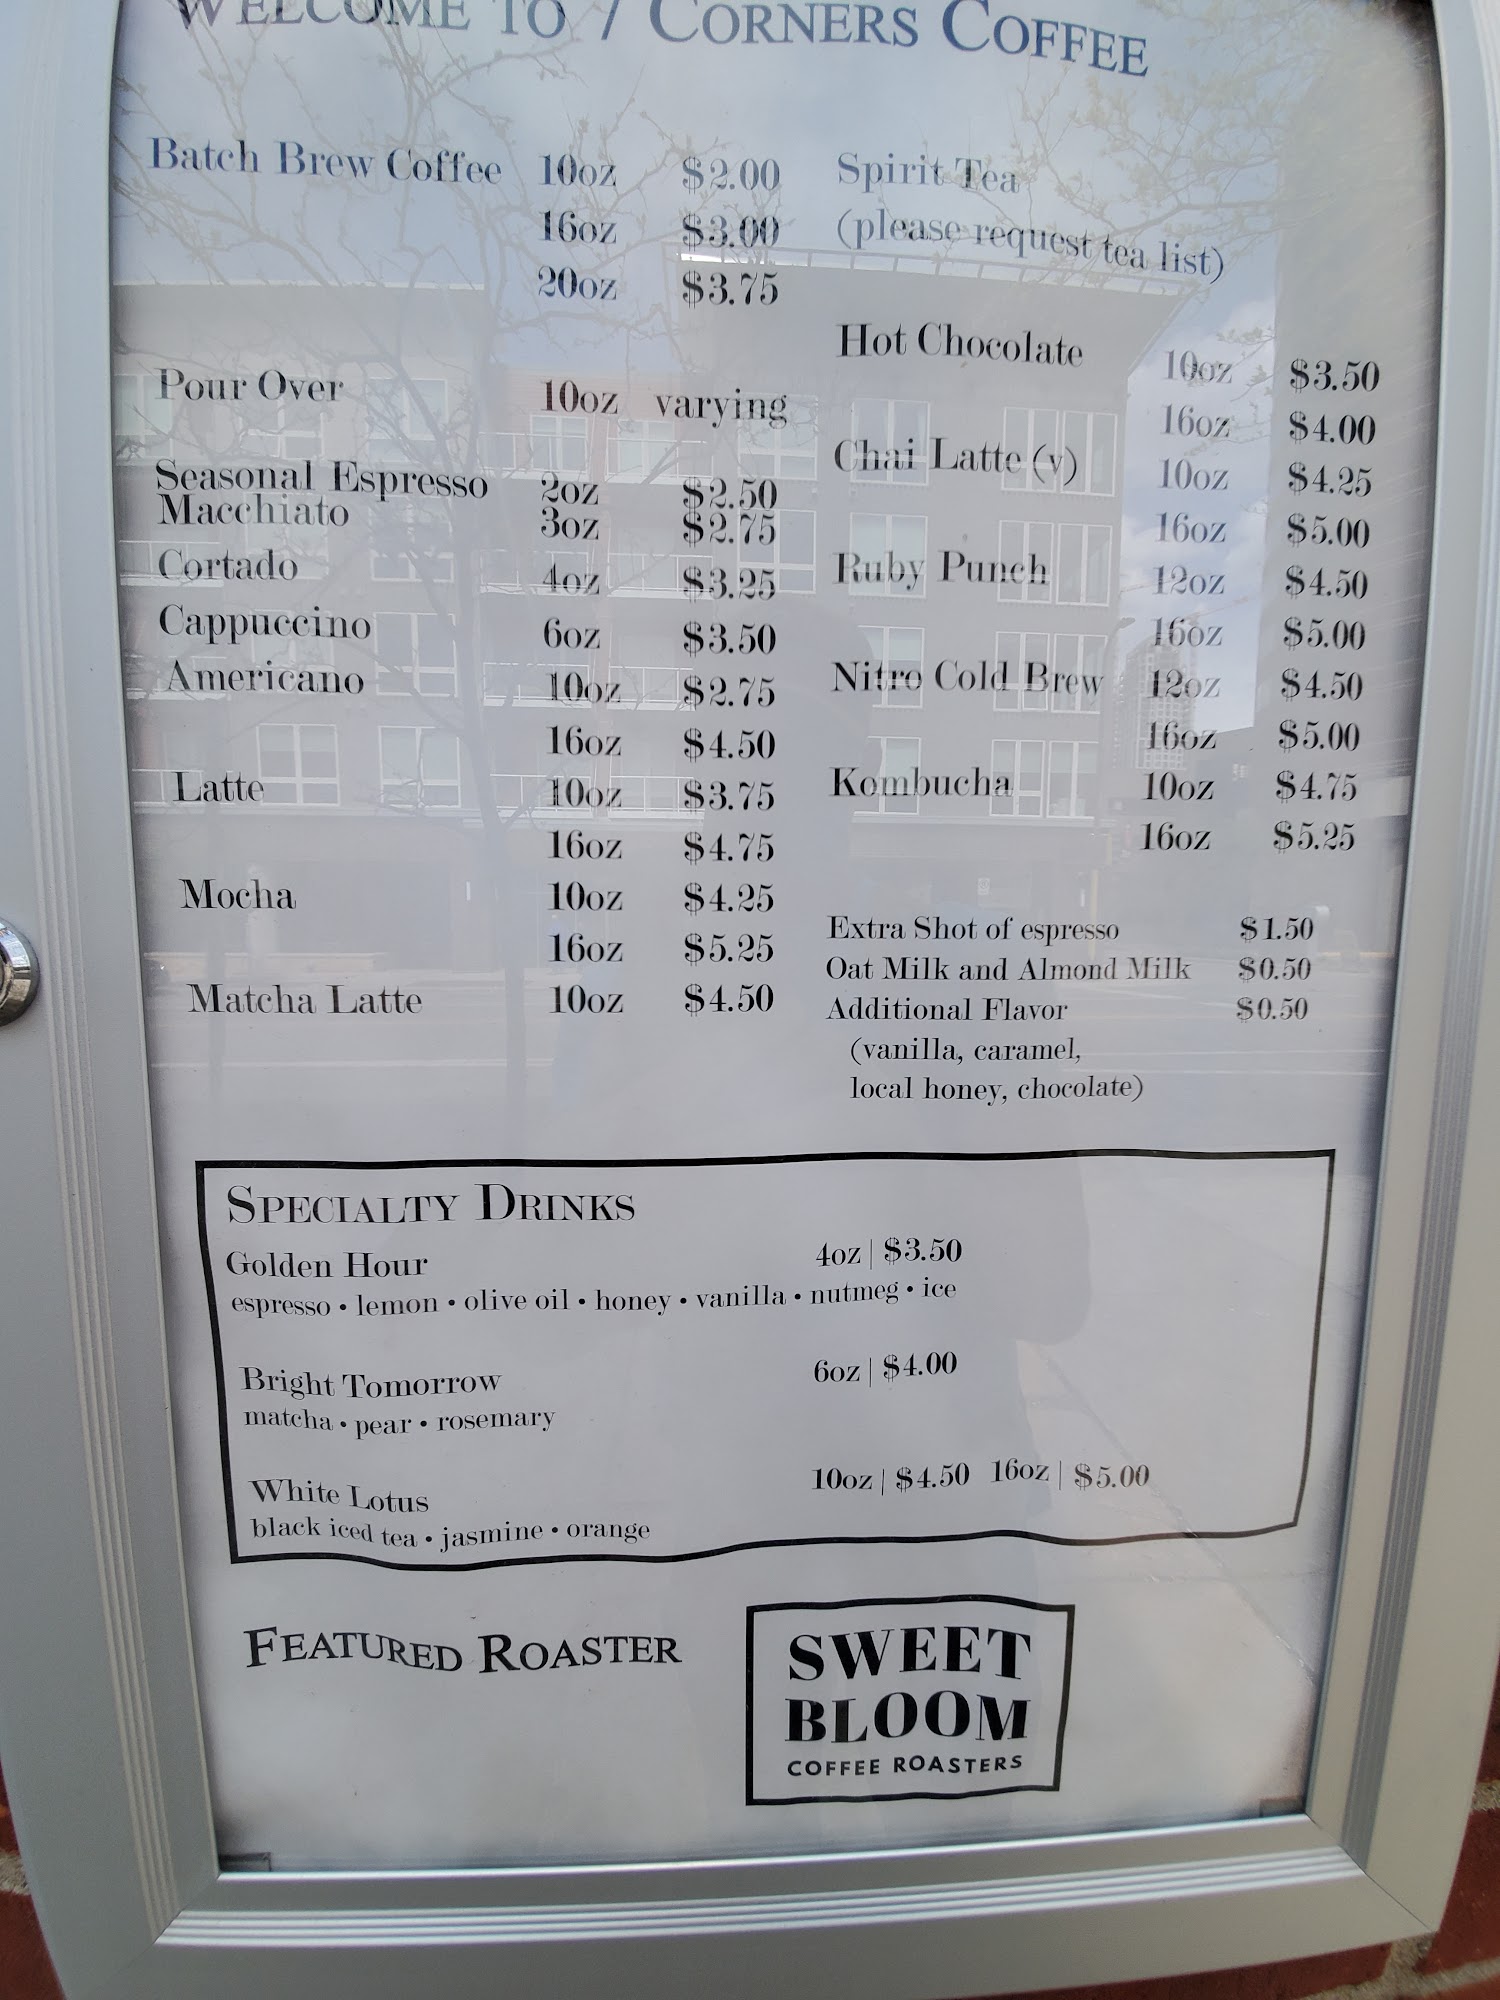 WELCOME TO 7 CORNERS COFFEE
Batch Brew Coffee 10oz $2.00
16oz $3.00
20oz $3.75
Pour Over 10oz varying
Seasonal Espresso 2oz $2.50
Macchiato 3oz $2.75
Cortado 4oz $3.25
Cappuccino 6oz $3.50
Americano 10oz $2.75
16oz $4.50
Latte 10oz $3.75
16oz $4.75
Mocha 10oz $4.25
16oz $5.25
Matcha Latte 10oz $4.50
Spirit Tea
(please request tea list)
Hot Chocolate 10oz $3.50
16oz $4.00
Chai Latte (v) 10oz $4.25
16oz $5.00
Ruby Punch 12oz $4.50
16oz $5.00
Nitro Cold Brew 12oz $4.50
16oz $5.00
Kombucha 10oz $4.75
16oz $5.25
Extra Shot of espresso $1.50
Oat Milk and Almond Milk $0.50
Additional Flavor $0.50
(vanilla, caramel,
local honey, chocolate)
SPECIALTY DRINKS
Golden Hour 4oz | $3.50
espresso • lemon • olive oil • honey • vanilla • nutmeg • ice
Bright Tomorrow 6oz | $4.00
matcha • pear • rosemary
White Lotus 10oz | $4.50 16oz | $5.00
black iced tea • jasmine • orange
FEATURED ROASTER
SWEET
BLOOM
COFFEE ROASTERS